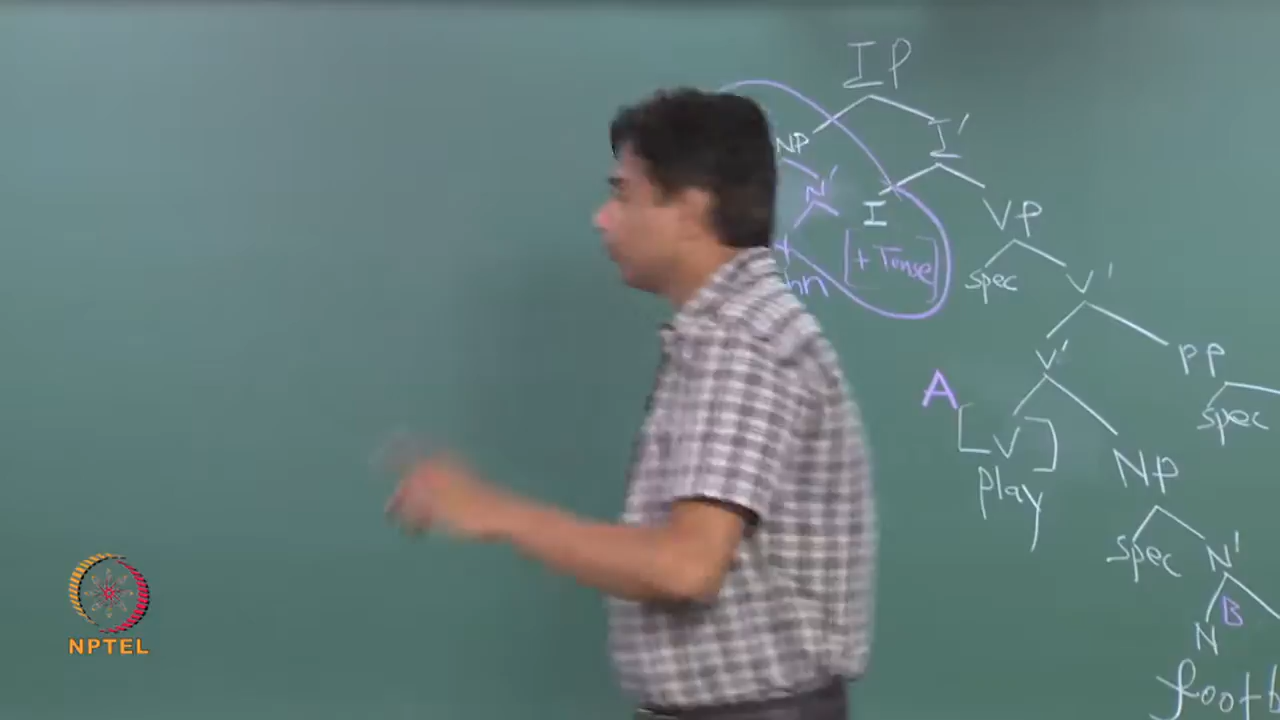 IP
NP I'
N' I VP
[+ Tense] spec V'
V' PP
A [V] NP spec
play
spec N'
B
N
NPTEL